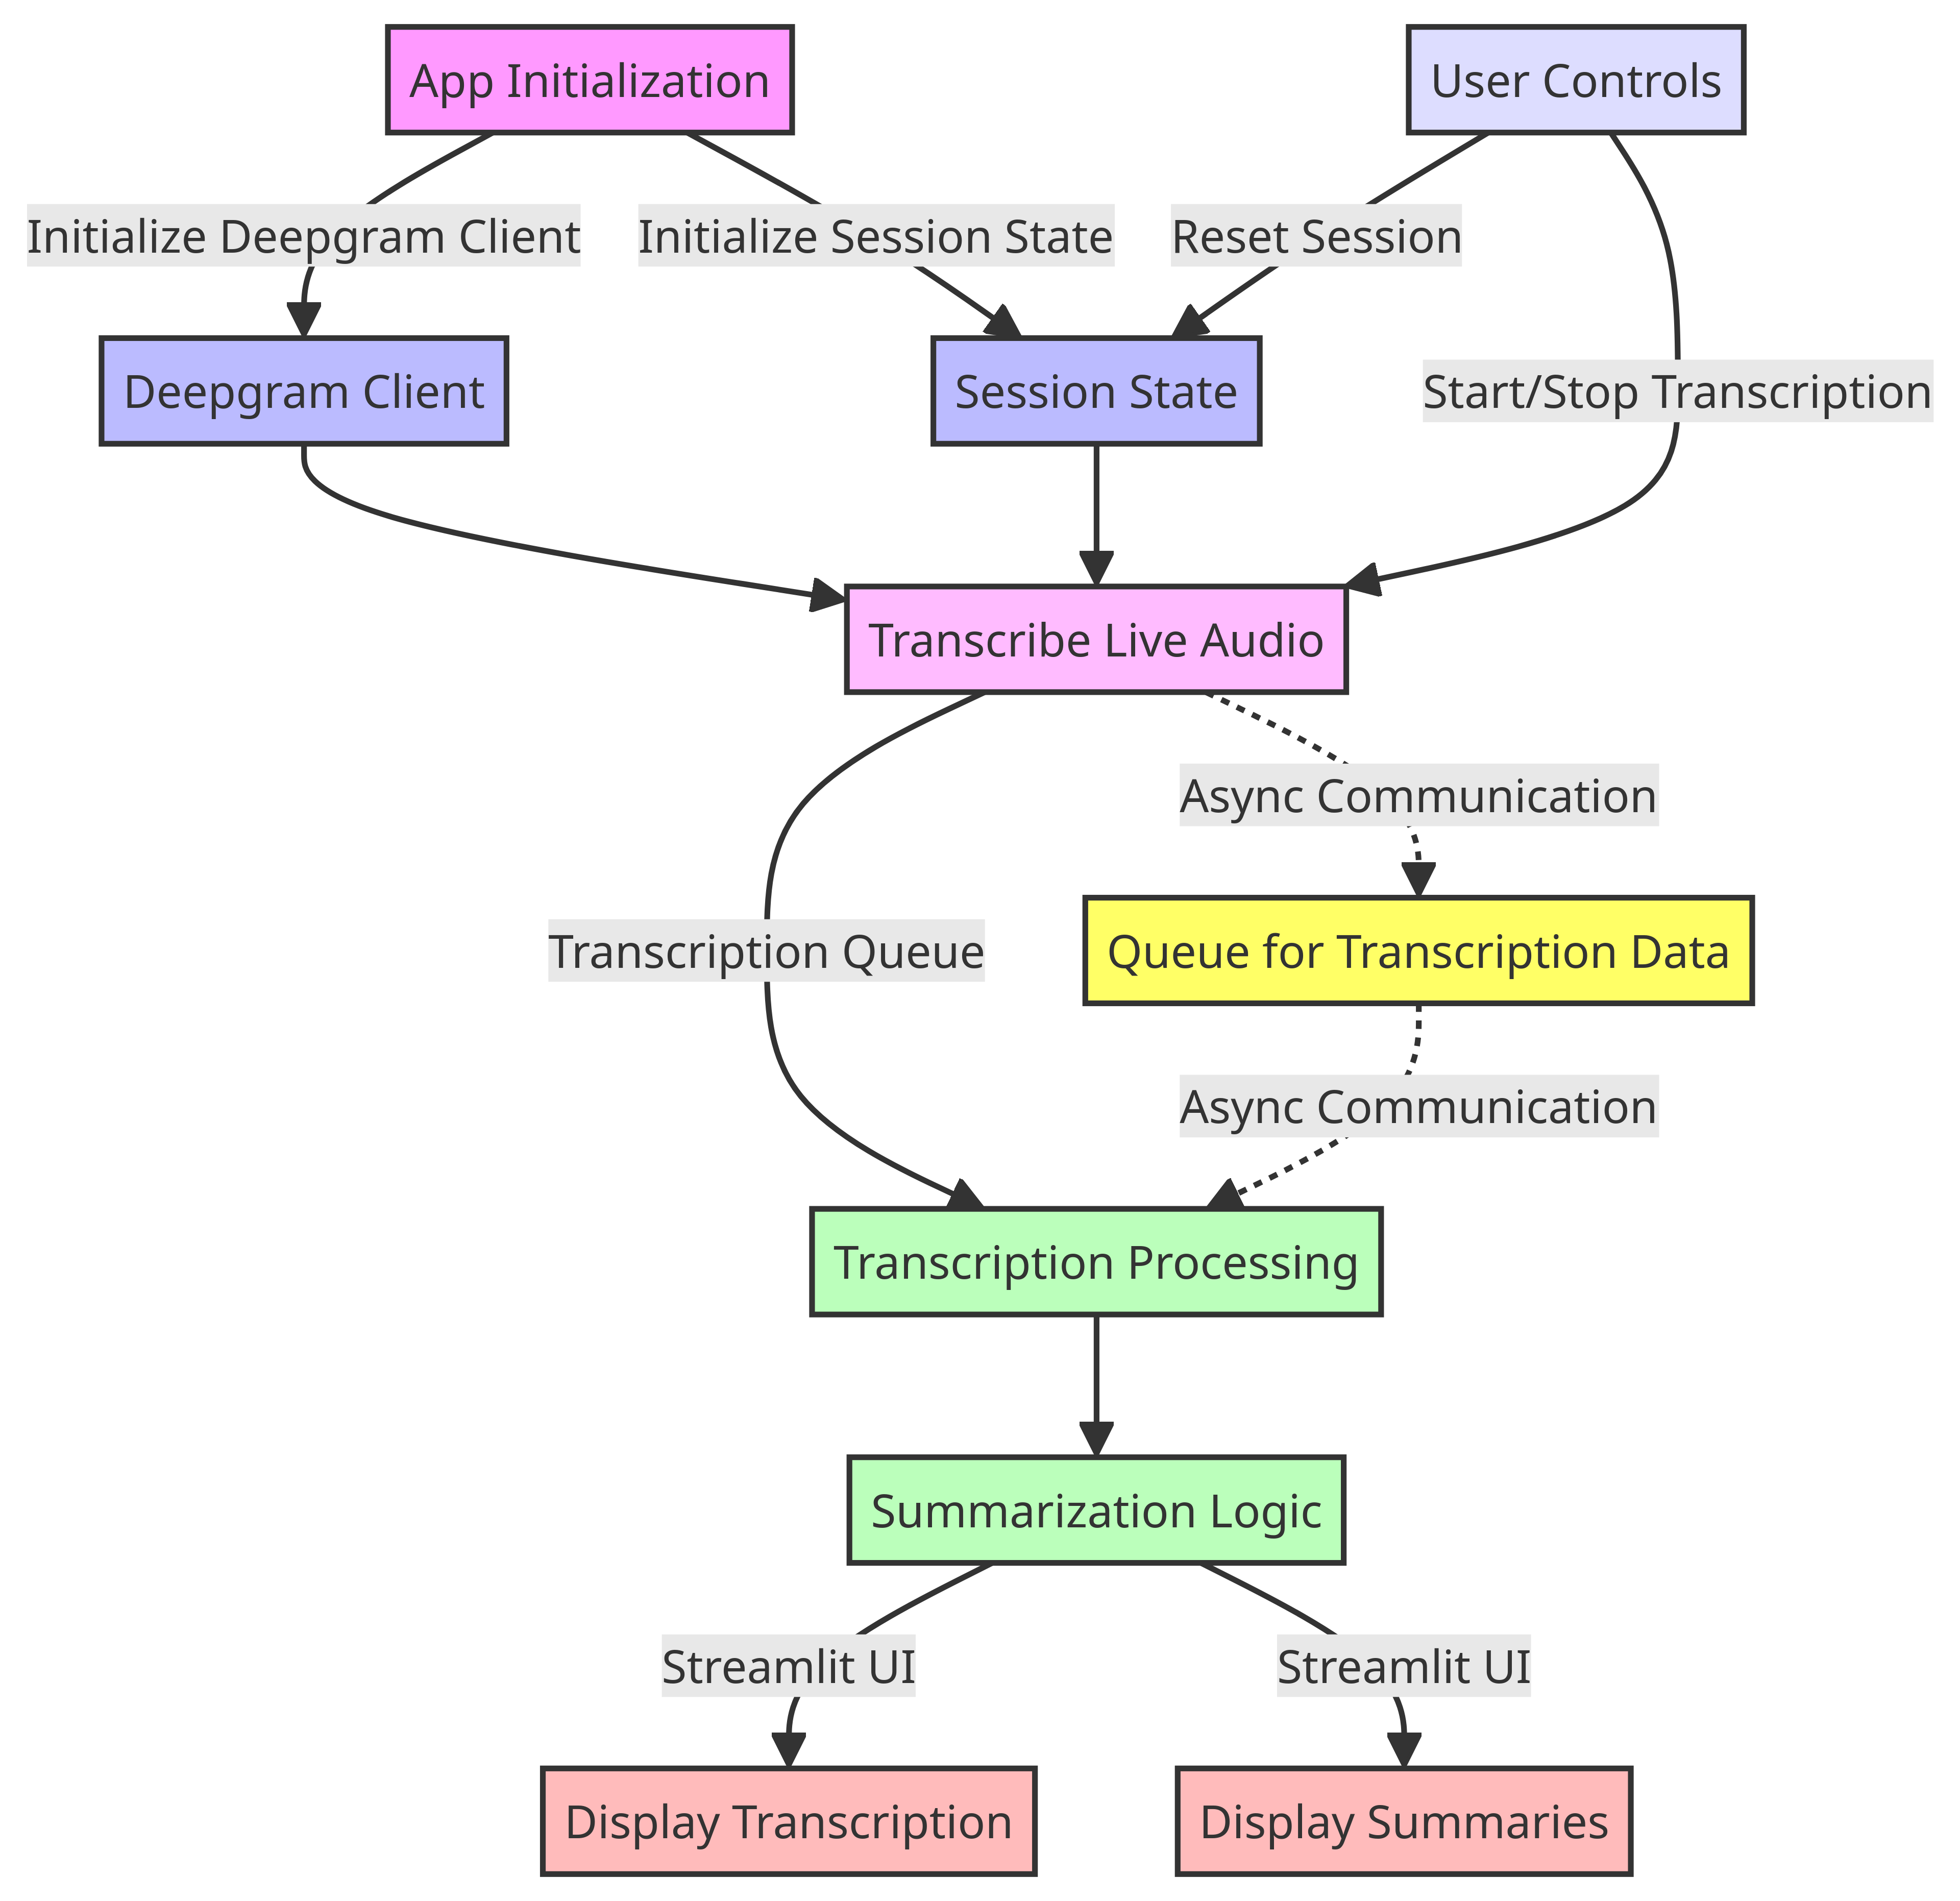 App Initialization
User Controls
Initialize Deepgram Client
Initialize Session State
Reset Session
Deepgram Client
Session State
Start/Stop Transcription
Transcribe Live Audio
Async Communication
Transcription Queue
Queue for Transcription Data
Async Communication
Transcription Processing
Summarization Logic
Streamlit UI
Streamlit UI
Display Transcription
Display Summaries